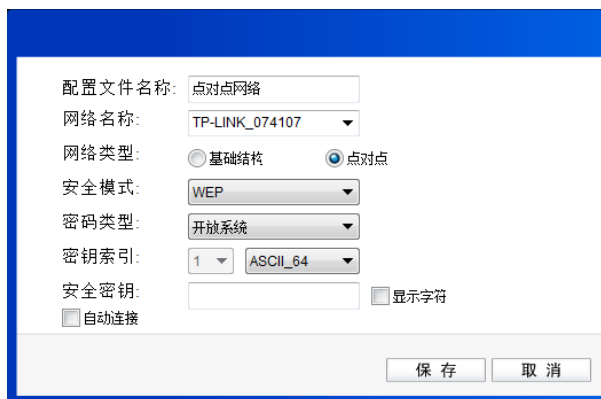 配置文件名称: 点对点网络
网络名称: TP-LINK_074107
网络类型: 基础结构 点对点
安全模式: WEP
密码类型: 开放系统
密钥索引: 1 ASCII_64
安全密钥: 显示字符
自动连接
保 存 取 消